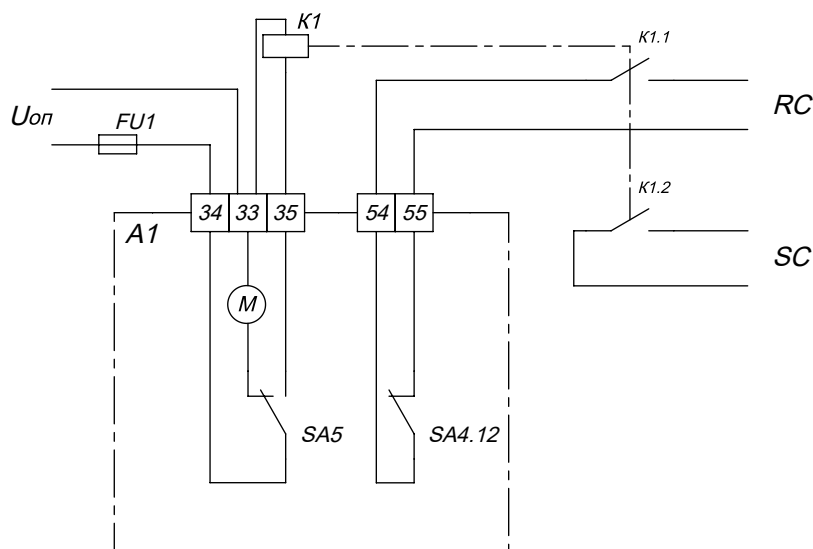 K1
K1.1
Uоп
FU1
RC
34 33 35 54 55
K1.2
A1
SC
M
SA5
SA4.12